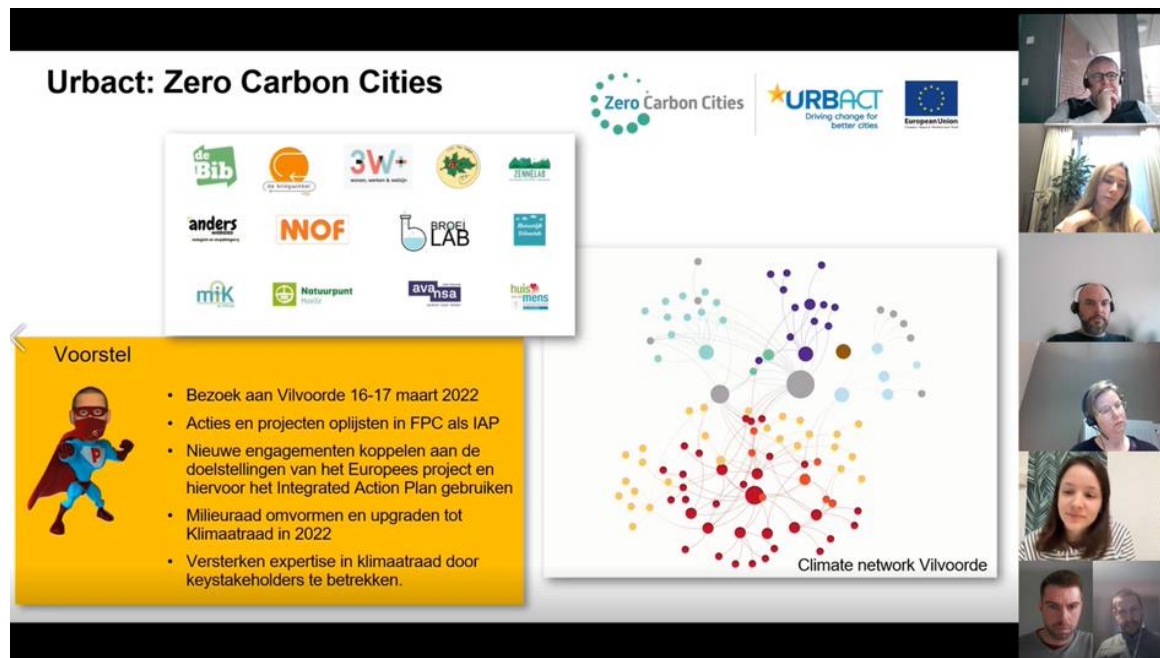 Urbact: Zero Carbon Cities
Zero Carbon Cities
URBACT
Driving change for
better cities
European Union
de
Bib
de kringwinkel
3W+
wonen, werken & welzijn
ZENNELAB
anders
NNOF
BROEI
LAB
mik
Natuurpunt
avansa
huis
mens
Voorstel
P
• Bezoek aan Vilvoorde 16-17 maart 2022
• Acties en projecten oplijsten in FPC als IAP
• Nieuwe engagementen koppelen aan de
doelstellingen van het Europees project en
hiervoor het Integrated Action Plan gebruiken
• Milieuraad omvormen en upgraden tot
Klimaatraad in 2022
• Versterken expertise in klimaatraad door
keystakeholders te betrekken.
Climate network Vilvoorde